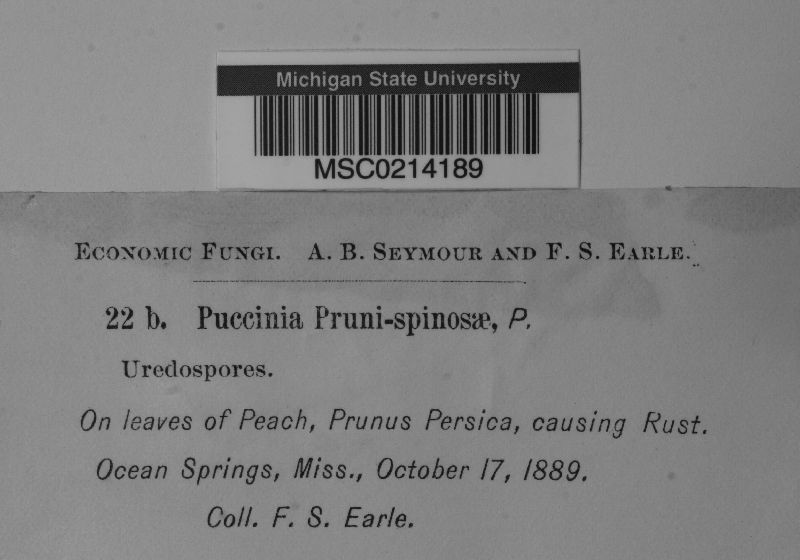 Michigan State University
MSC0214189
Economic Fungi. A. B. Seymour and F. S. Earle.
22 b. Puccinia Pruni-spinosæ, P.
Uredospores.
On leaves of Peach, Prunus Persica, causing Rust.
Ocean Springs, Miss., October 17, 1889.
Coll. F. S. Earle.